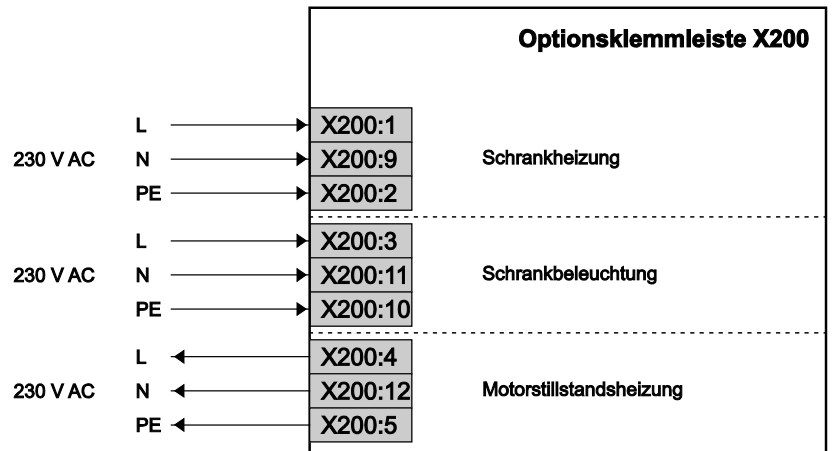 Optionsklemmleiste X200
L X200:1
230 V AC N X200:9 Schrankheizung
PE X200:2
L X200:3
230 V AC N X200:11 Schrankbeleuchtung
PE X200:10
L X200:4
230 V AC N X200:12 Motorstillstandsheizung
PE X200:5